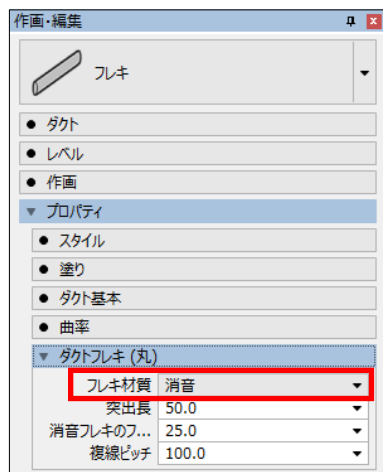 作画・編集
フレキ
ダクト
レベル
作画
プロパティ
スタイル
塗り
ダクト基本
曲率
ダクトフレキ (丸)
フレキ材質 消音
突出長 50.0
消音フレキのフ... 25.0
複線ピッチ 100.0